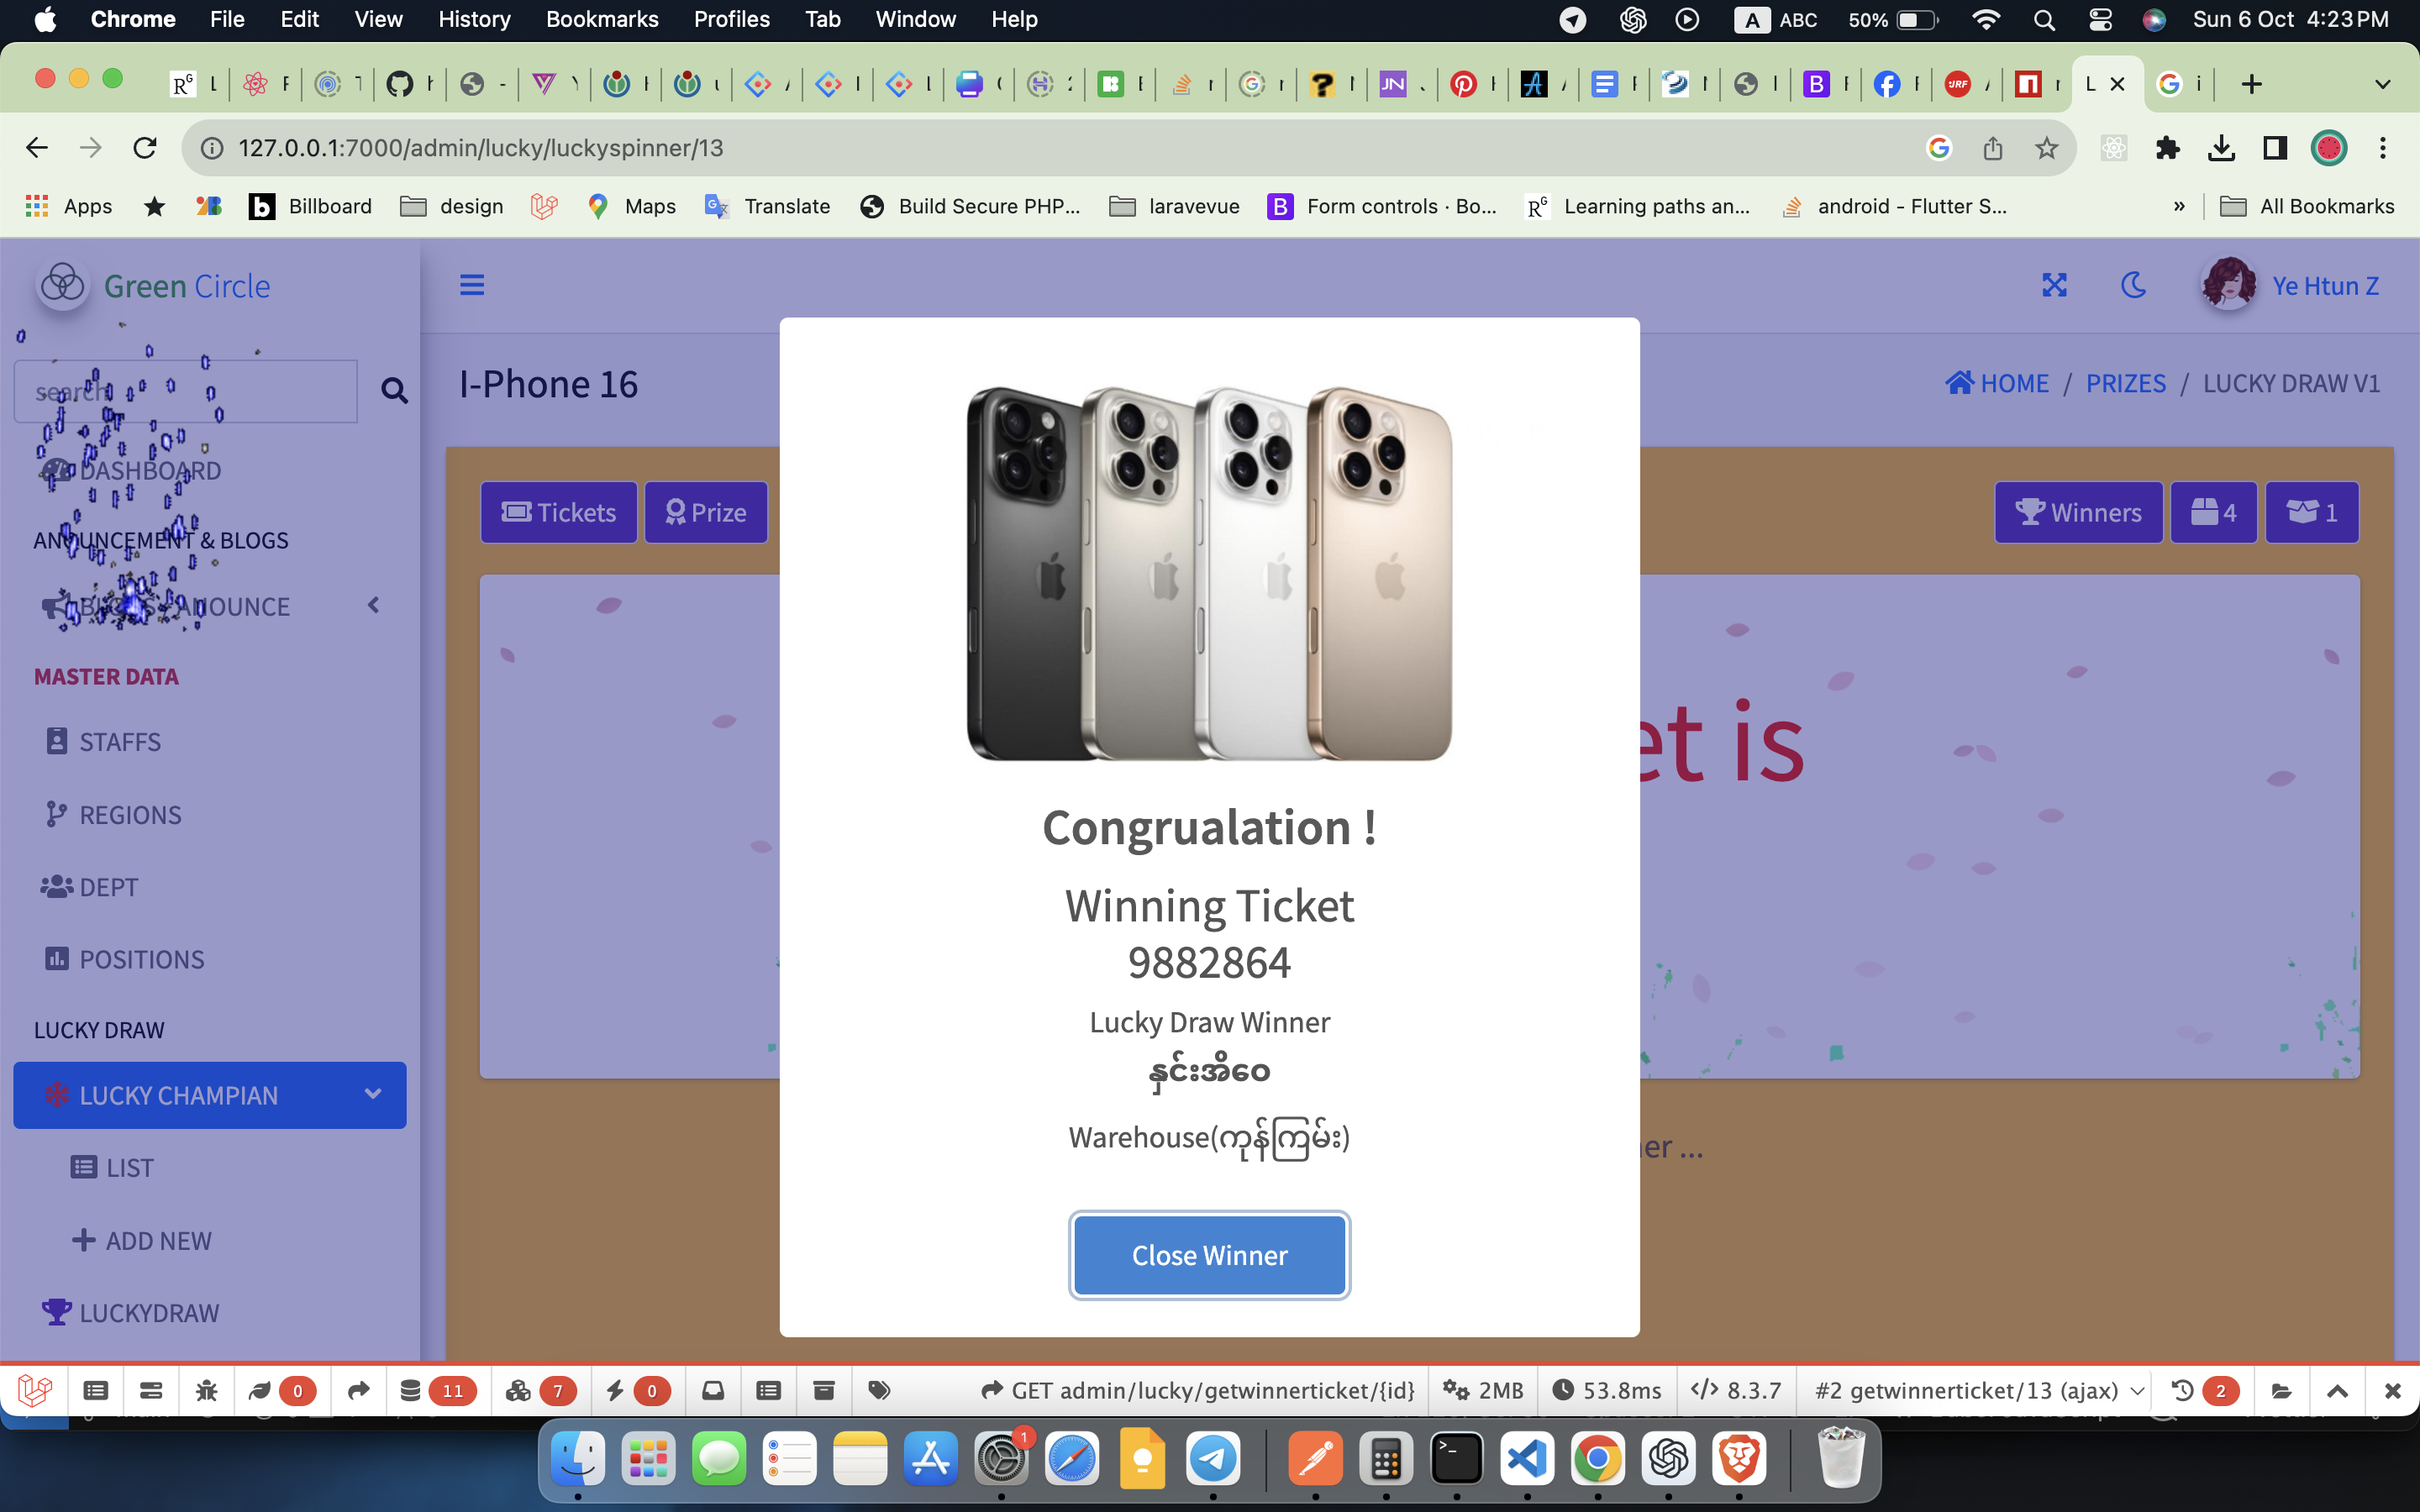 Chrome File Edit View History Bookmarks Profiles Tab Window Help
A ABC 50% Sun 6 Oct 4:23 PM
127.0.0.1:7000/admin/lucky/luckyspinner/13
Apps Billboard design Maps Translate Build Secure PHP... laravevue Form controls · Bo... Learning paths an... android - Flutter S... » All Bookmarks
Green Circle
Ye Htun Z
search
I-Phone 16
HOME / PRIZES / LUCKY DRAW V1
DASHBOARD
Tickets Prize
Winners 4 1
ANOUNCEMENT & BLOGS
BLOGS / ANOUNCE
MASTER DATA
STAFFS
REGIONS
DEPT
POSITIONS
LUCKY DRAW
LUCKY CHAMPIAN
LIST
ADD NEW
LUCKYDRAW
et is
Congrualation !
Winning Ticket
9882864
Lucky Draw Winner
နှင်းအိဝေ
Warehouse(ကုန်ကြမ်း)
er ...
Close Winner
0 11 7 0 GET admin/lucky/getwinnerticket/{id} 2MB 53.8ms 8.3.7 #2 getwinnerticket/13 (ajax) 2
1